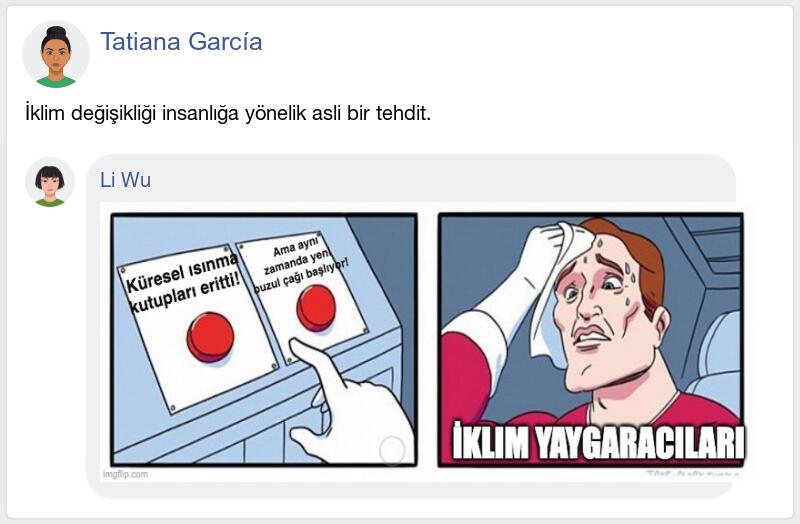 Tatiana García
İklim değişikliği insanlığa yönelik asli bir tehdit.
Li Wu
Küresel ısınma
kutupları eritti!
Ama aynı
zamanda yeni
buzul çağı başlıyor!
İKLIM YAYGARACILARI
imgflip.com